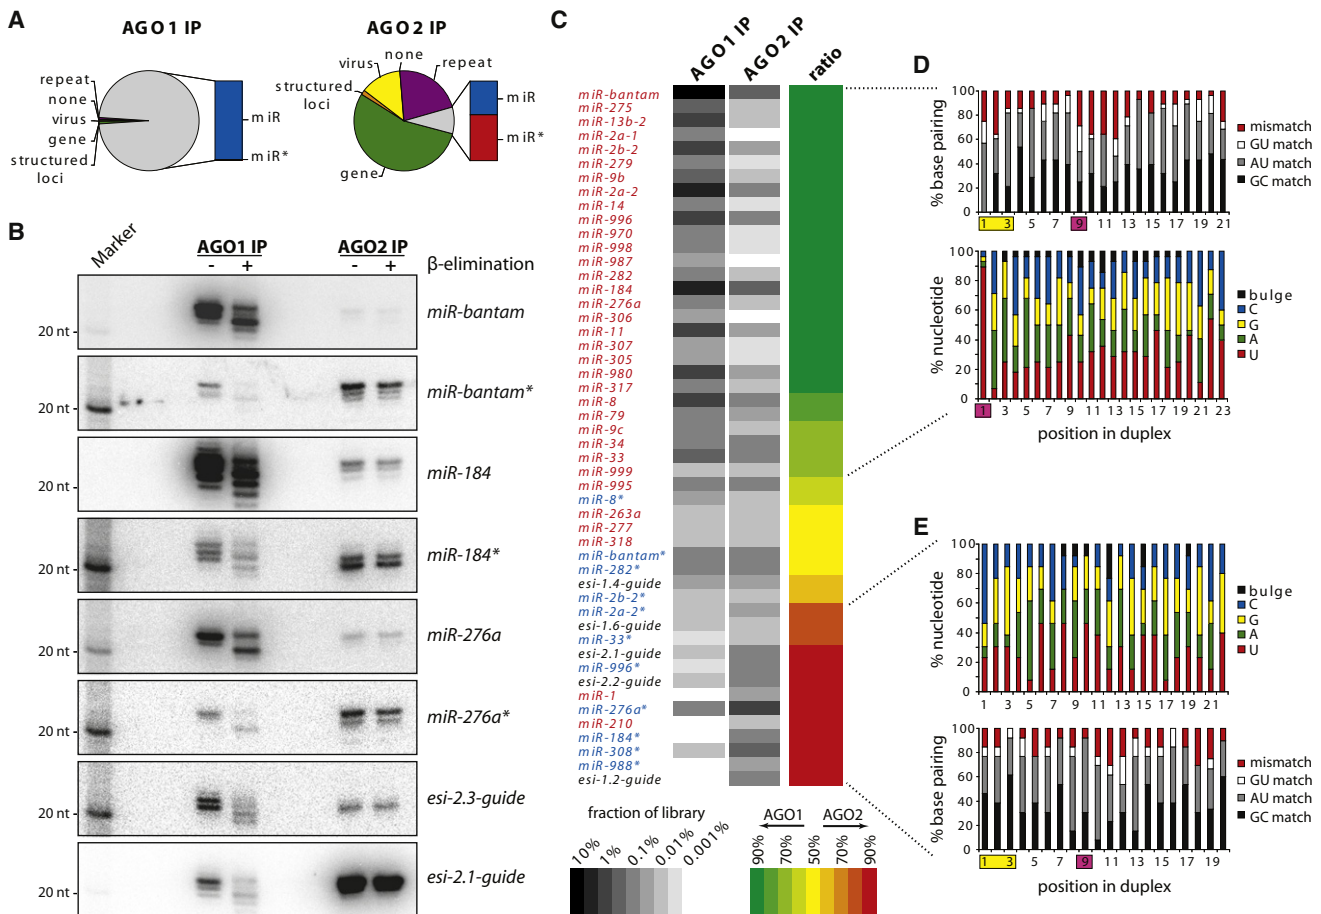 A
AGO1 IP
repeat
none
virus
gene
structured
loci
miR
miR*
AGO2 IP
none
virus
repeat
structured
loci
gene
miR
miR*
B
Marker
AGO1 IP
AGO2 IP
- +
- +
β-elimination
20 nt
miR-bantam
20 nt
miR-bantam*
20 nt
miR-184
20 nt
miR-184*
20 nt
miR-276a
20 nt
miR-276a*
20 nt
esi-2.3-guide
20 nt
esi-2.1-guide
C
AGO1 IP
AGO2 IP
ratio
miR-bantam
miR-275
miR-13b-2
miR-2a-1
miR-2b-2
miR-279
miR-9b
miR-2a-2
miR-14
miR-996
miR-970
miR-998
miR-987
miR-282
miR-184
miR-276a
miR-306
miR-11
miR-307
miR-305
miR-980
miR-317
miR-8
miR-79
miR-9c
miR-34
miR-33
miR-999
miR-995
miR-8*
miR-263a
miR-277
miR-318
miR-bantam*
miR-282*
esi-1.4-guide
miR-2b-2*
miR-2a-2*
esi-1.6-guide
miR-33*
esi-2.1-guide
miR-996*
esi-2.2-guide
miR-1
miR-276a*
miR-210
miR-184*
miR-308*
miR-988*
esi-1.2-guide
fraction of library
10%
1%
0.1%
0.01%
0.001%
AGO1 AGO2
90%
70%
50%
70%
90%
D
% base pairing
100
80
60
40
20
0
1 3 5 7 9 11 13 15 17 19 21
mismatch
GU match
AU match
GC match
% nucleotide
100
80
60
40
20
0
1 3 5 7 9 11 13 15 17 19 21 23
bulge
C
G
A
U
position in duplex
E
% nucleotide
100
80
60
40
20
0
1 3 5 7 9 11 13 15 17 19 21
bulge
C
G
A
U
% base pairing
100
80
60
40
20
0
1 3 5 7 9 11 13 15 17 19
mismatch
GU match
AU match
GC match
position in duplex